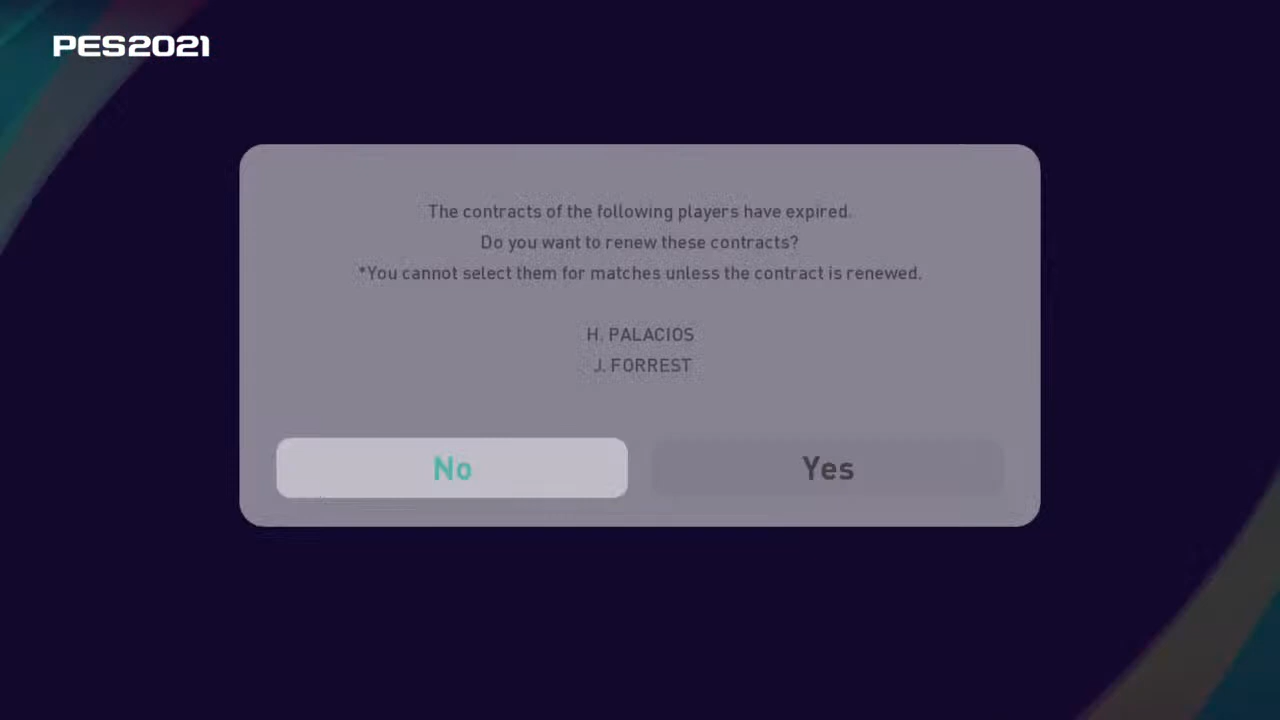 PES2021
The contracts of the following players have expired.
Do you want to renew these contracts?
*You cannot select them for matches unless the contract is renewed.
H. PALACIOS
J. FORREST
No
Yes